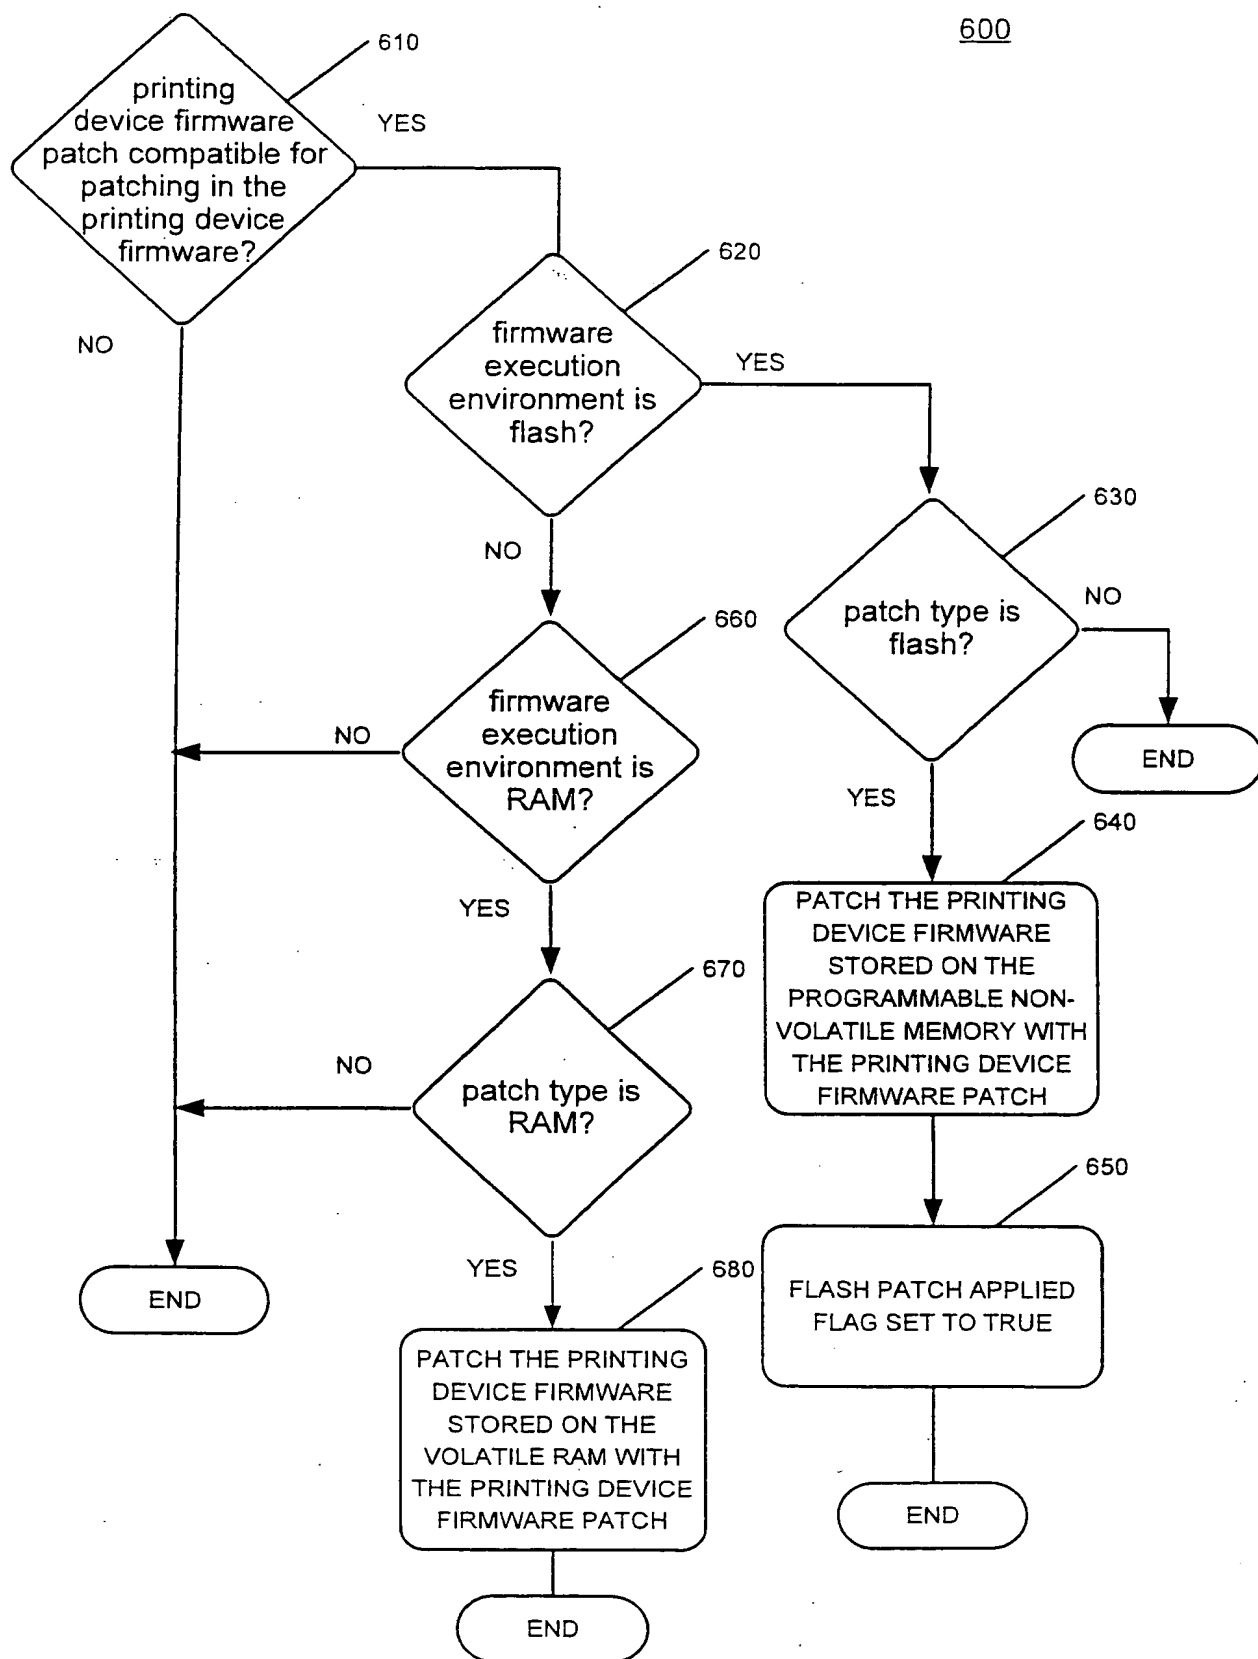 600
610
printing
device firmware
patch compatible for
patching in the
printing device
firmware?
YES
NO
620
firmware
execution
environment is
flash?
YES
NO
630
patch type is
flash?
NO
END
YES
640
PATCH THE PRINTING
DEVICE FIRMWARE
STORED ON THE
PROGRAMMABLE NON-
VOLATILE MEMORY WITH
THE PRINTING DEVICE
FIRMWARE PATCH
650
FLASH PATCH APPLIED
FLAG SET TO TRUE
END
660
firmware
execution
environment is
RAM?
NO
YES
670
patch type is
RAM?
NO
YES
END
680
PATCH THE PRINTING
DEVICE FIRMWARE
STORED ON THE
VOLATILE RAM WITH
THE PRINTING DEVICE
FIRMWARE PATCH
END